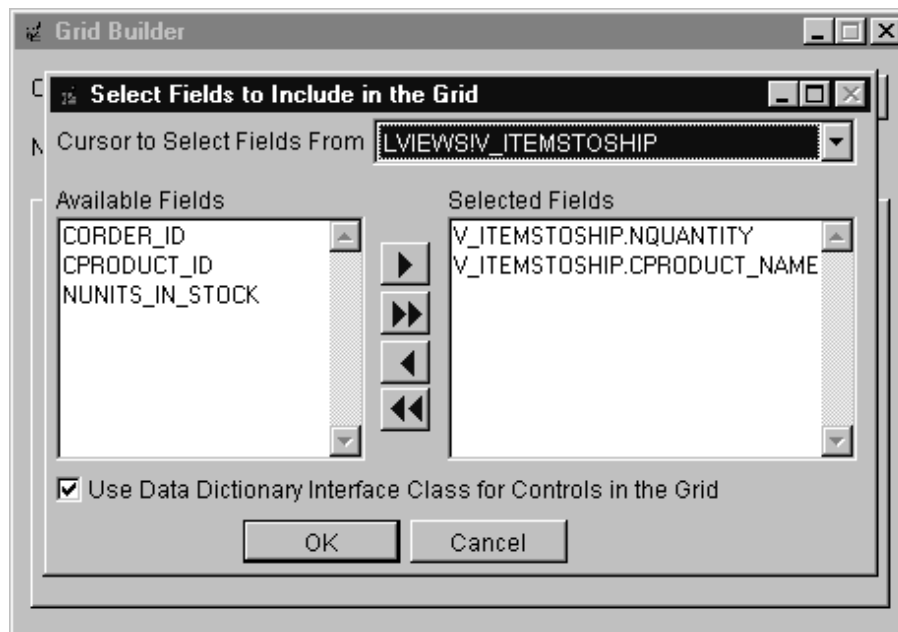 Grid Builder
Select Fields to Include in the Grid
Cursor to Select Fields From LVIEWS!V_ITEMSTOSHIP
Available Fields
CORDER_ID
CPRODUCT_ID
NUNITS_IN_STOCK
Selected Fields
V_ITEMSTOSHIP.NQUANTITY
V_ITEMSTOSHIP.CPRODUCT_NAME
Use Data Dictionary Interface Class for Controls in the Grid
OK
Cancel